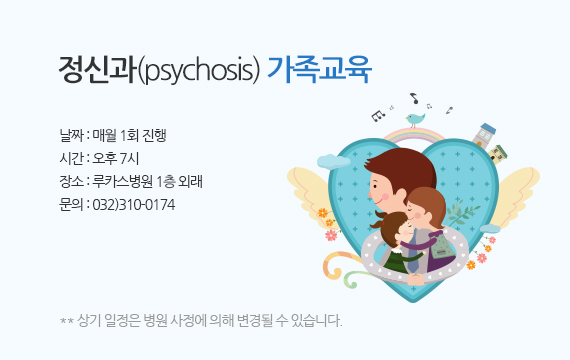 정신과(psychosis) 가족교육
날짜 : 매월 1회 진행
시간 : 오후 7시
장소 : 루카스병원 1층 외래
문의 : 032)310-0174
** 상기 일정은 병원 사정에 의해 변경될 수 있습니다.